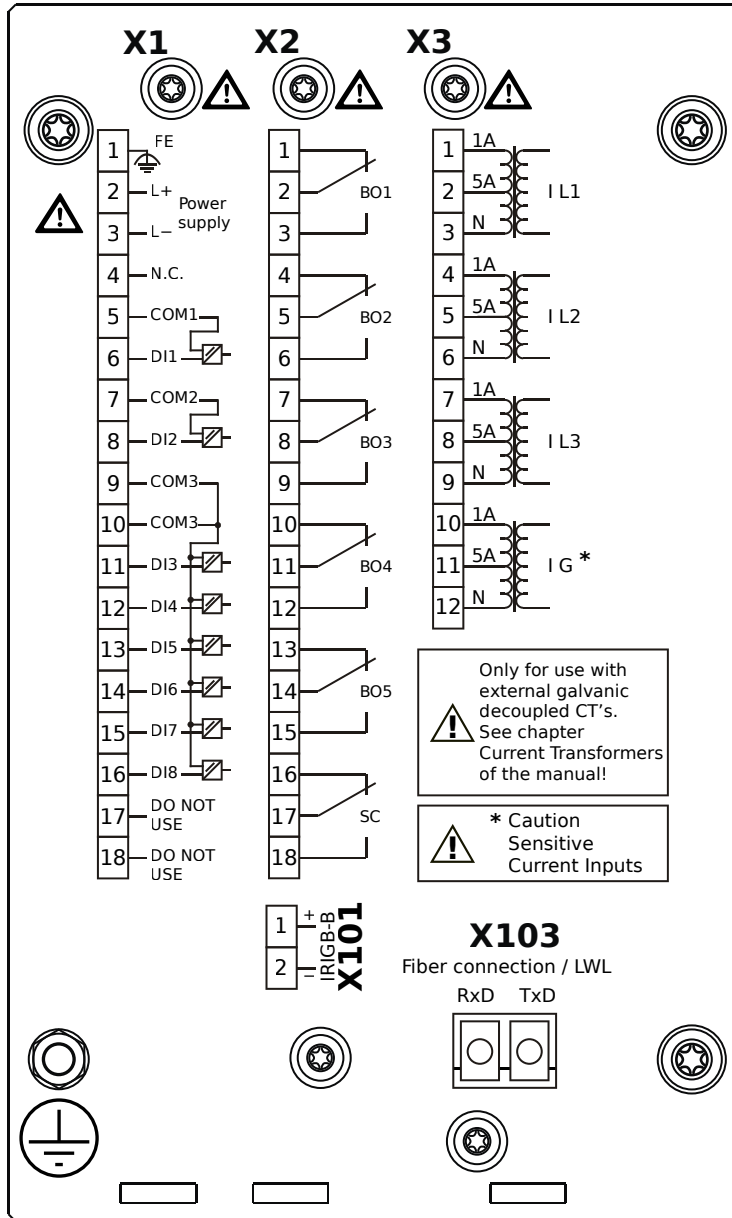 X1 X2 X3
1 FE
2 L+
3 L−
Power
supply
4 N.C.
5 COM1
6 DI1
7 COM2
8 DI2
9 COM3
10 COM3
11 DI3
12 DI4
13 DI5
14 DI6
15 DI7
16 DI8
17 DO NOT
USE
18 DO NOT
USE
1
2 BO1
3
4
5 BO2
6
7
8 BO3
9
10
11 BO4
12
13
14 BO5
15
16
17 SC
18
1 1A
2 5A I L1
3 N
4 1A
5 5A I L2
6 N
7 1A
8 5A I L3
9 N
10 1A
11 5A I G *
12 N
Only for use with
external galvanic
decoupled CT's.
See chapter
Current Transformers
of the manual!
* Caution
Sensitive
Current Inputs
1 +
2 −
IRIGB-B
X101
X103
Fiber connection / LWL
RxD TxD